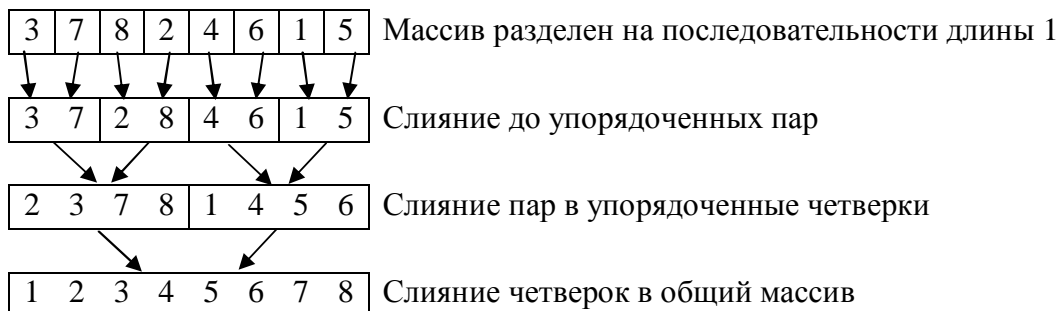 3 7 8 2 4 6 1 5 Массив разделен на последовательности длины 1
3 7 2 8 4 6 1 5 Слияние до упорядоченных пар
2 3 7 8 1 4 5 6 Слияние пар в упорядоченные четверки
1 2 3 4 5 6 7 8 Слияние четверок в общий массив